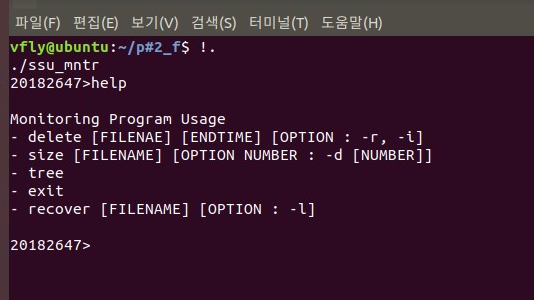 파일(F) 편집(E) 보기(V) 검색(S) 터미널(T) 도움말(H)
vfly@ubuntu:~/p#2_f$ !.
./ssu_mntr
20182647>help
Monitoring Program Usage
- delete [FILENAE] [ENDTIME] [OPTION : -r, -i]
- size [FILENAME] [OPTION NUMBER : -d [NUMBER]]
- tree
- exit
- recover [FILENAME] [OPTION : -l]
20182647>